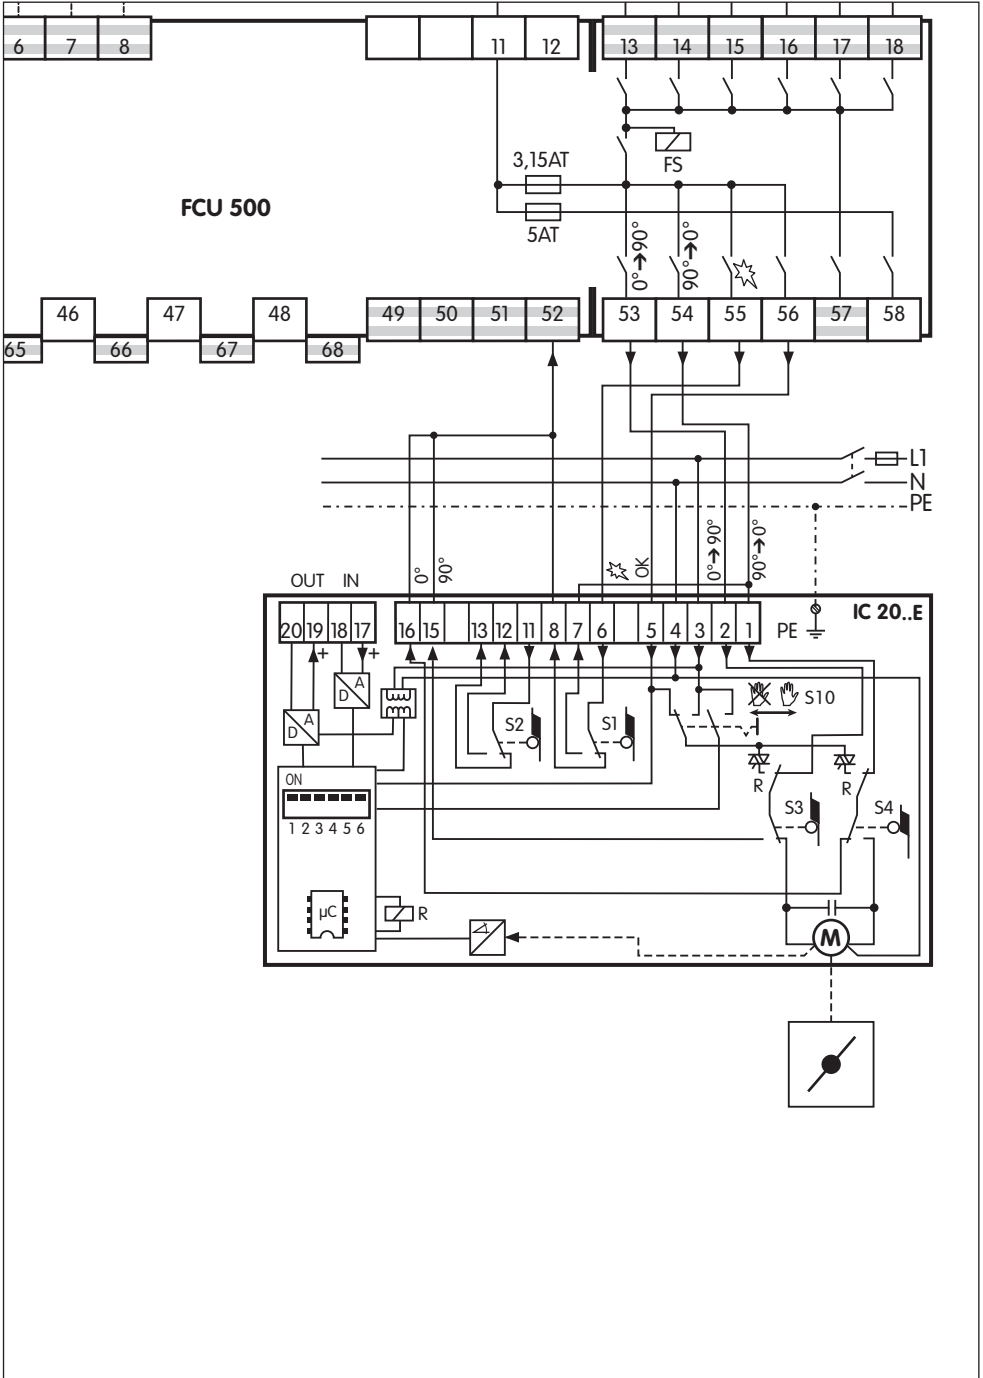 6 7 8 11 12 13 14 15 16 17 18
FS
3,15AT
FCU 500
5AT
0°➔90°
90°➔0°
46 47 48 49 50 51 52 53 54 55 56 57 58
65 66 67 68
L1
N
PE
0°
90°
OK
0°➔90°
90°➔0°
OUT IN
IC 20..E
20 19 18 17 16 15 13 12 11 8 7 6 5 4 3 2 1 PE
+ +
A
D
S10
A
D
S2 S1
ON
R R
S3 S4
1 2 3 4 5 6
µC
R
M